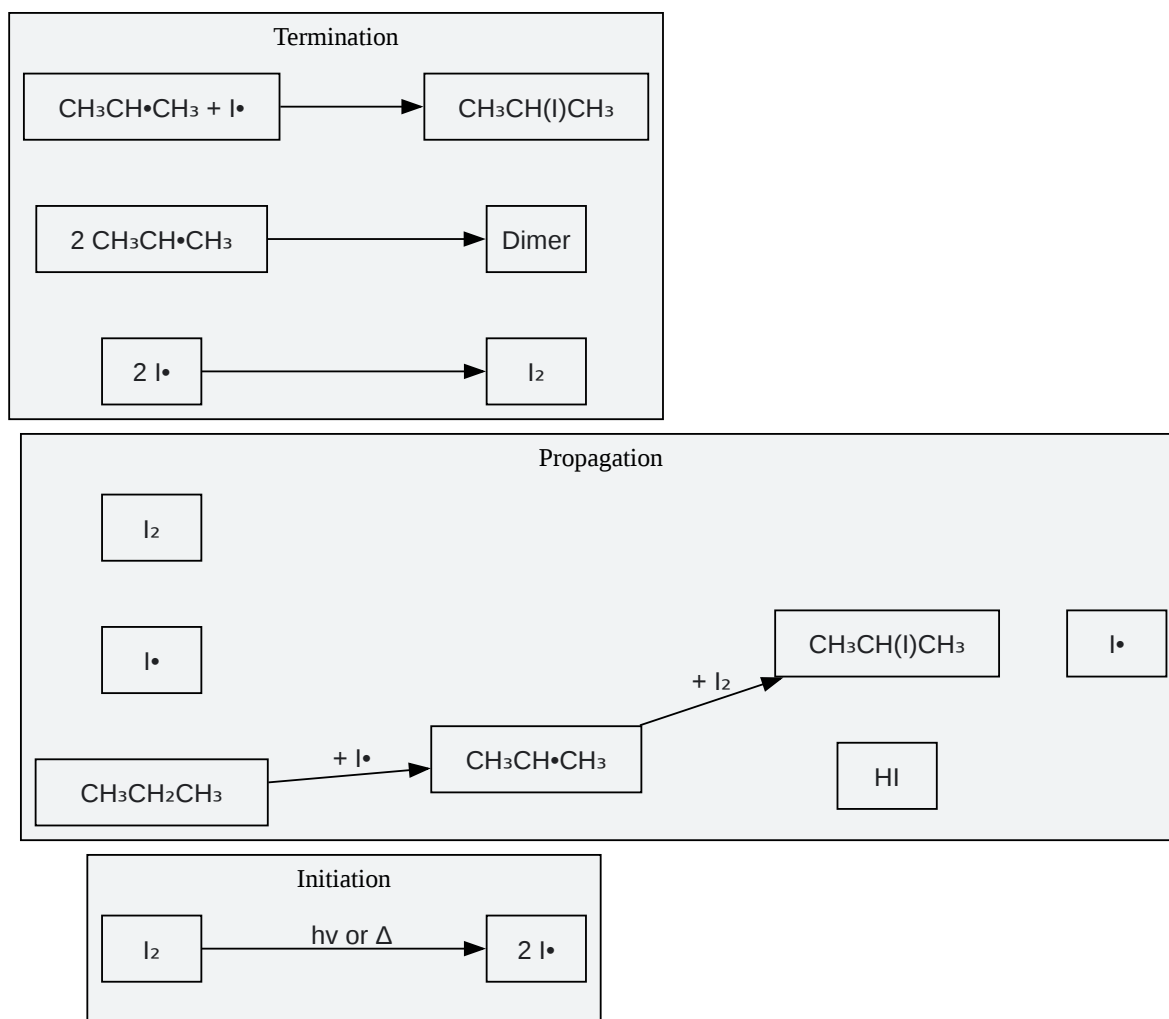 Termination
CH₃CH•CH₃ + I•
CH₃CH(I)CH₃
2 CH₃CH•CH₃
Dimer
2 I•
I₂
Propagation
I₂
I•
CH₃CH(I)CH₃
I•
+ I₂
CH₃CH•CH₃
+ I•
CH₃CH₂CH₃
HI
Initiation
I₂
hv or Δ
2 I•